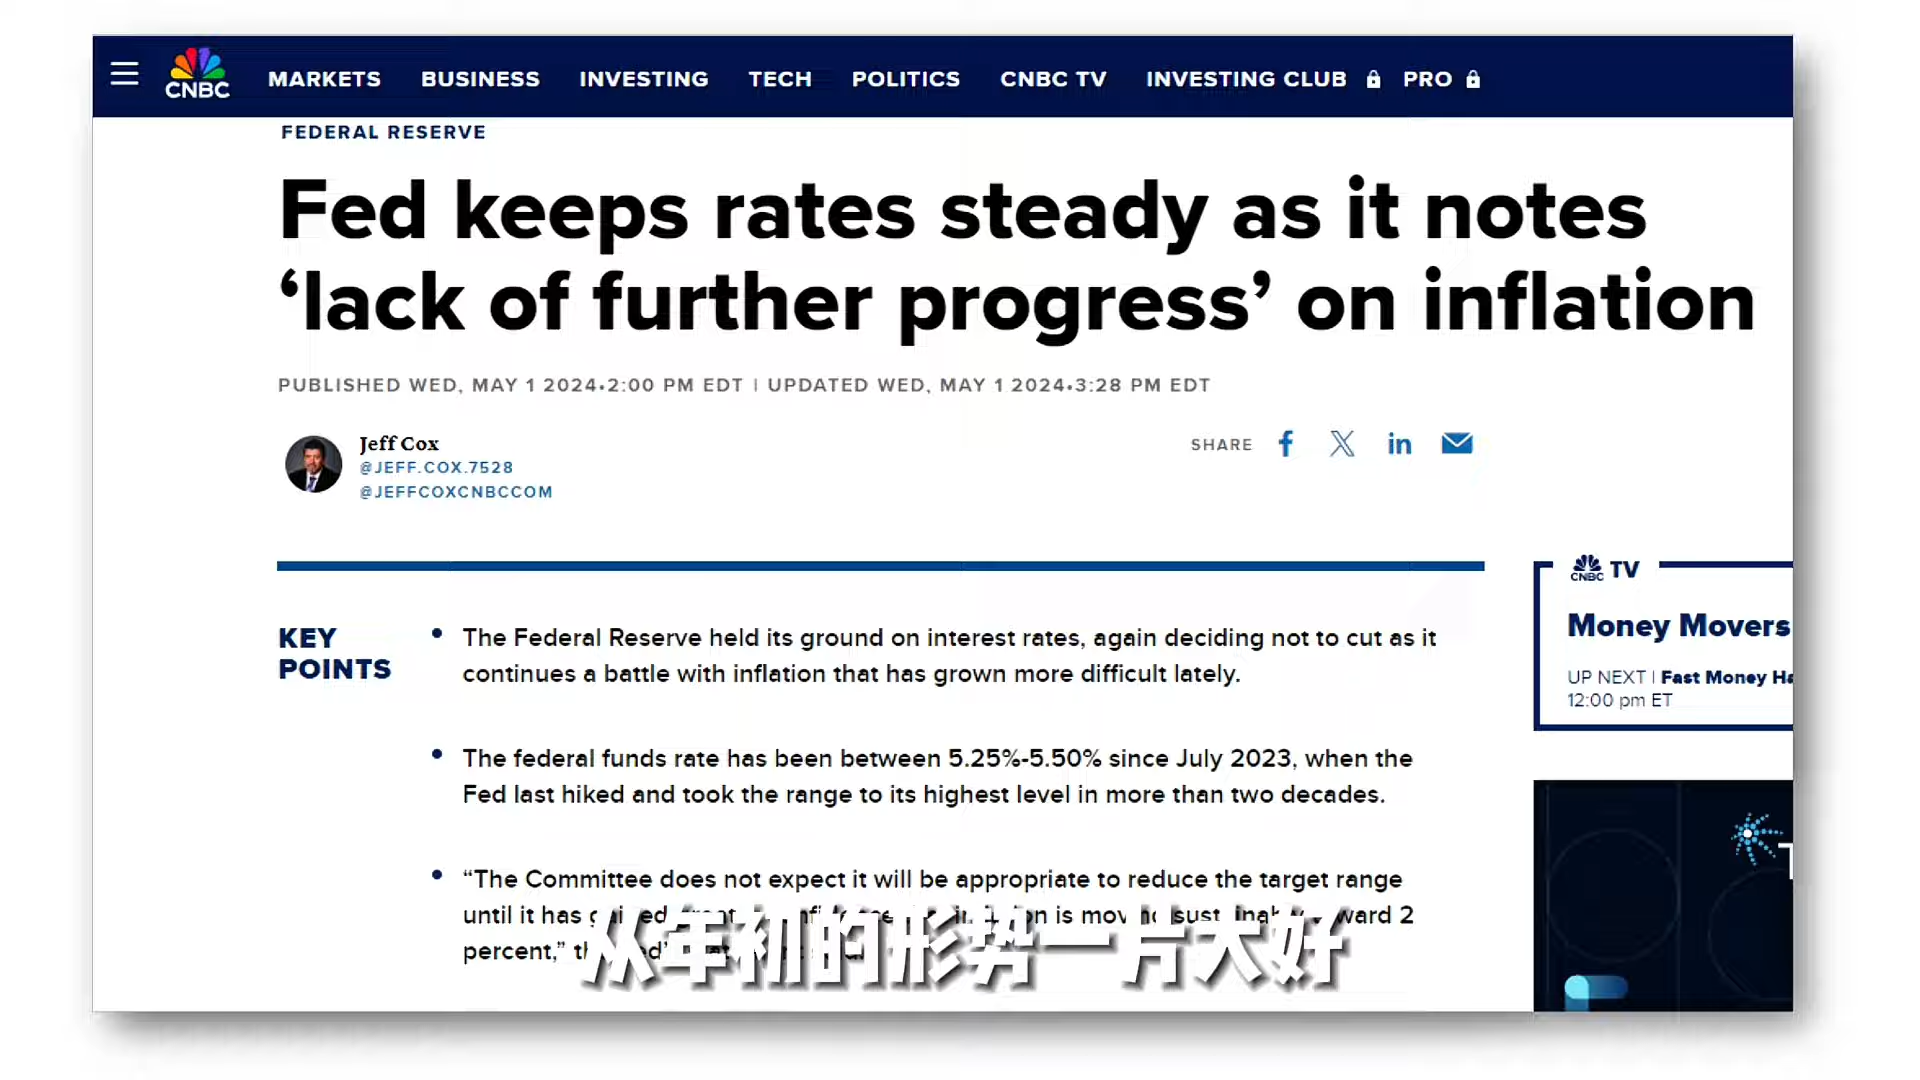 CNBC
MARKETS BUSINESS INVESTING TECH POLITICS CNBC TV INVESTING CLUB PRO
FEDERAL RESERVE
Fed keeps rates steady as it notes
‘lack of further progress’ on inflation
PUBLISHED WED, MAY 1 2024•2:00 PM EDT | UPDATED WED, MAY 1 2024•3:28 PM EDT
Jeff Cox
@JEFF.COX.7528
@JEFFCOXCNBCCOM
SHARE
KEY
POINTS
The Federal Reserve held its ground on interest rates, again deciding not to cut as it
continues a battle with inflation that has grown more difficult lately.
The federal funds rate has been between 5.25%-5.50% since July 2023, when the
Fed last hiked and took the range to its highest level in more than two decades.
“The Committee does not expect it will be appropriate to reduce the target range
until it has is 2
percent,”
CNBC TV
Money Movers
UP NEXT | Fast Money
12:00 pm ET
从年初的形势一片大好